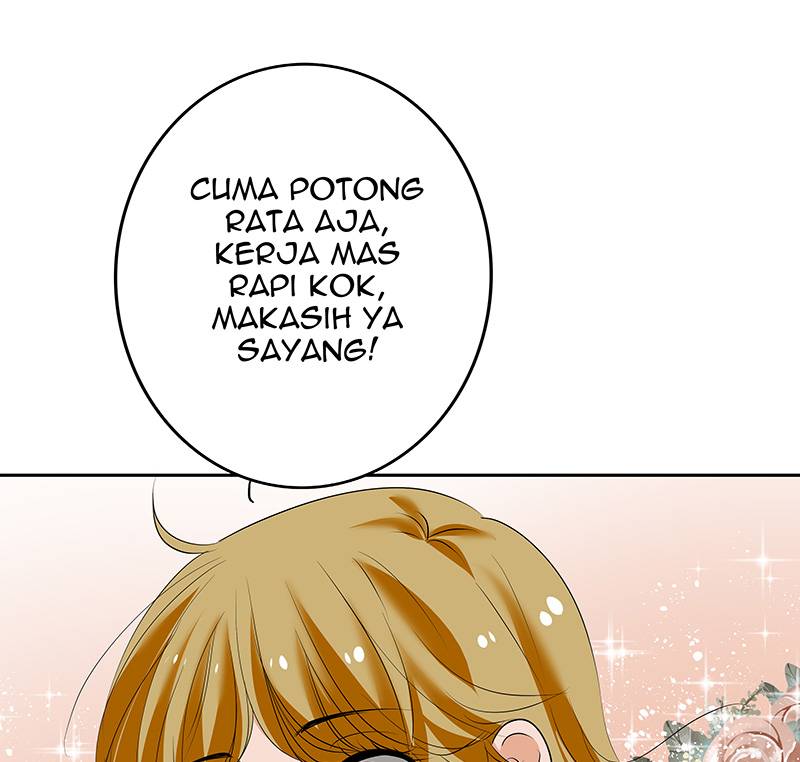 CUMA POTONG
RATA AJA,
KERJA MAS
RAPI KOK,
MAKASIH YA
SAYANG!